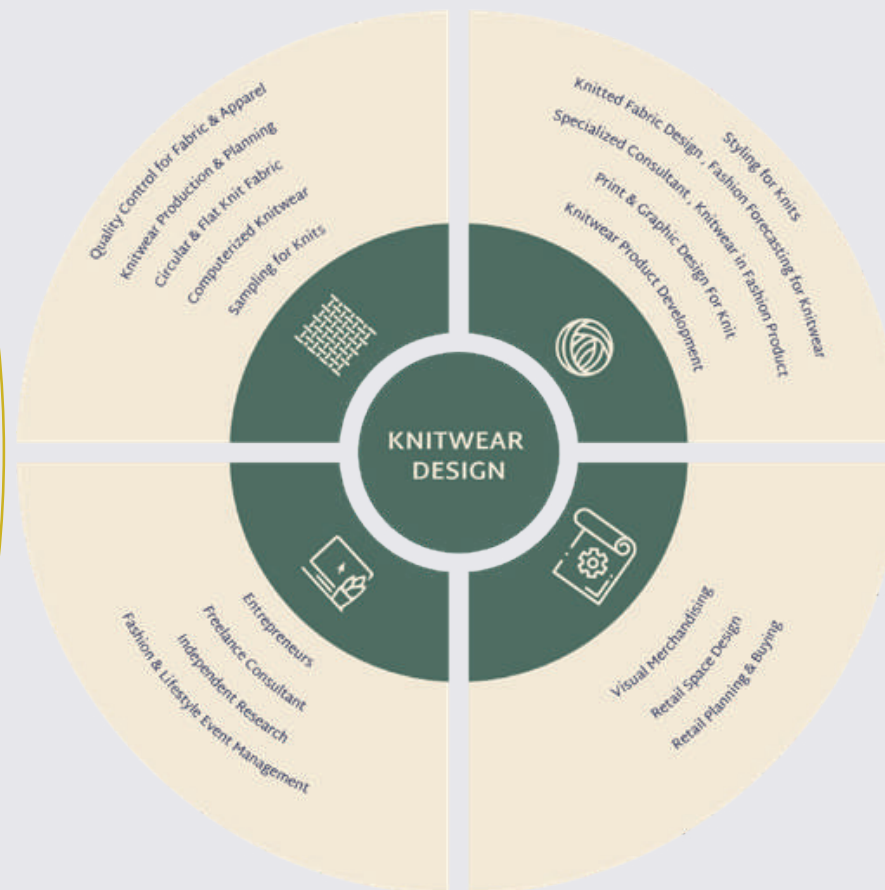 Quality Control for Fabric & Apparel
Knitwear Production & Planning
Circular & Flat Knit Fabric
Computerized Knitwear
Sampling for Knits
Styling for Knits
Knitted Fabric Design , Fashion Forecasting for Knitwear
Specialized Consultant , Knitwear in Fashion Product
Print & Graphic Design For Knit
Knitwear Product Development
KNITWEAR
DESIGN
Entrepreneurs
Freelance Consultant
Independent Research
Fashion & Lifestyle Event Management
Visual Merchandising
Retail Space Design
Retail Planning & Buying